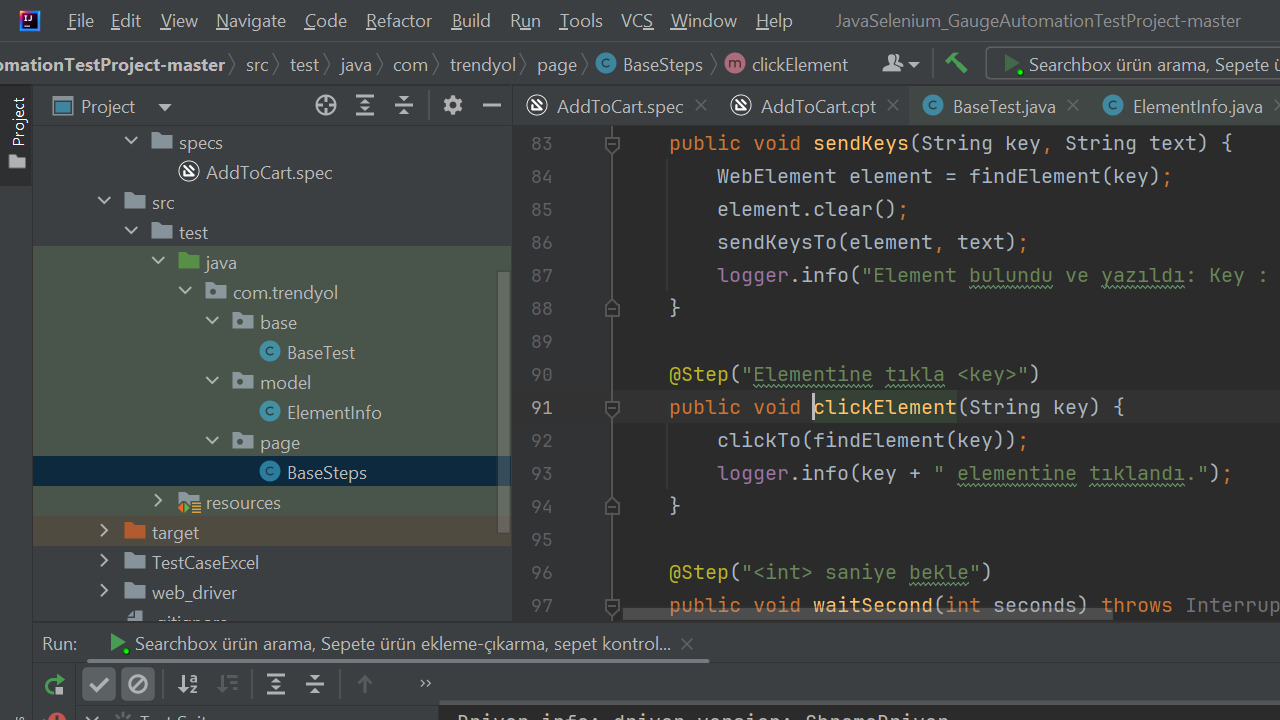 File Edit View Navigate Code Refactor Build Run Tools VCS Window Help JavaSelenium_GaugeAutomationTestProject-master
omationTestProject-master src test java com trendyol page BaseSteps clickElement Searchbox ürün arama, Sepete ü
Project
Project
AddToCart.spec AddToCart.cpt BaseTest.java ElementInfo.java
specs
AddToCart.spec
src
test
java
com.trendyol
base
BaseTest
model
ElementInfo
page
BaseSteps
resources
target
TestCaseExcel
web_driver
.gitignore
83 public void sendKeys(String key, String text) {
84 WebElement element = findElement(key);
85 element.clear();
86 sendKeysTo(element, text);
87 logger.info("Element bulundu ve yazıldı: Key :
88 }
89
90 @Step("Elementine tıkla <key>")
91 public void clickElement(String key) {
92 clickTo(findElement(key));
93 logger.info(key + " elementine tıklandı.");
94 }
95
96 @Step("<int> saniye bekle")
97 public void waitSecond(int seconds) throws Interrup
Run: Searchbox ürün arama, Sepete ürün ekleme-çıkarma, sepet kontrol...
Driver info: driver.version: ChromeDriver